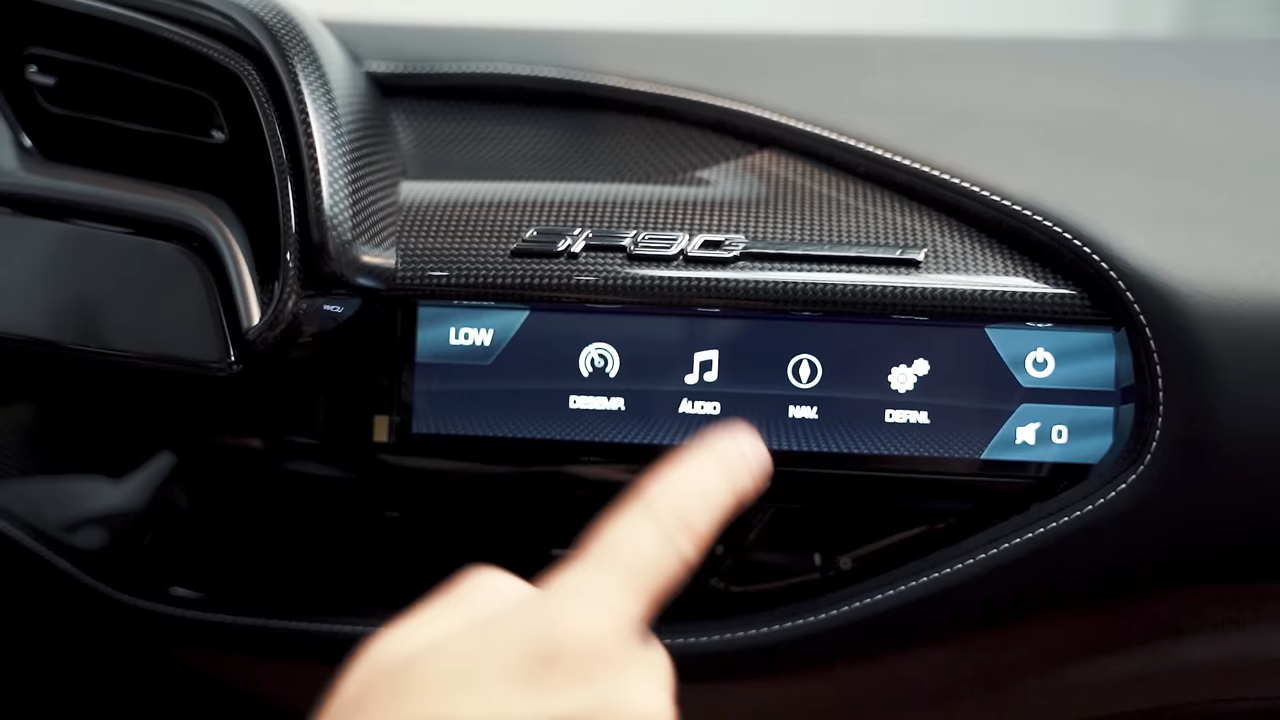 SF90
LOW
DESEMP.
ÁUDIO
NAV.
DEFINI.
0